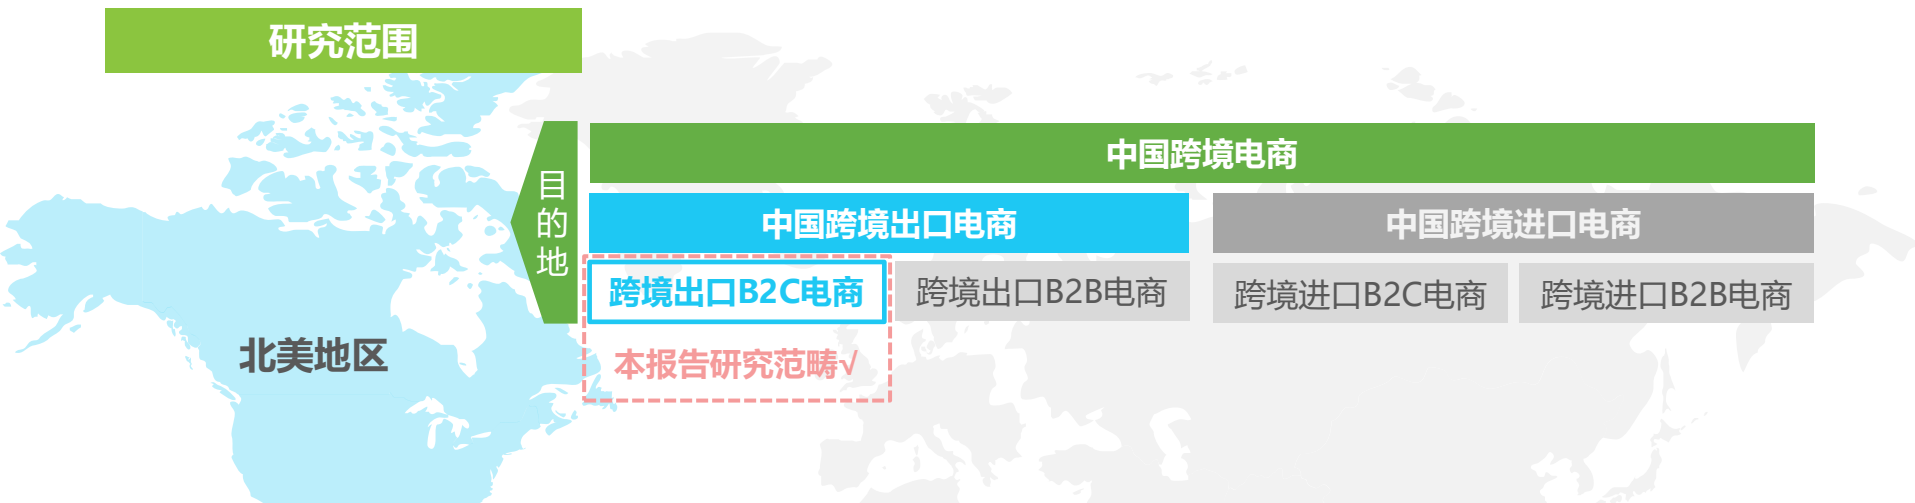 研究范围
目的地
中国跨境电商
中国跨境出口电商
中国跨境进口电商
跨境出口B2C电商
跨境出口B2B电商
跨境进口B2C电商
跨境进口B2B电商
北美地区
本报告研究范畴√